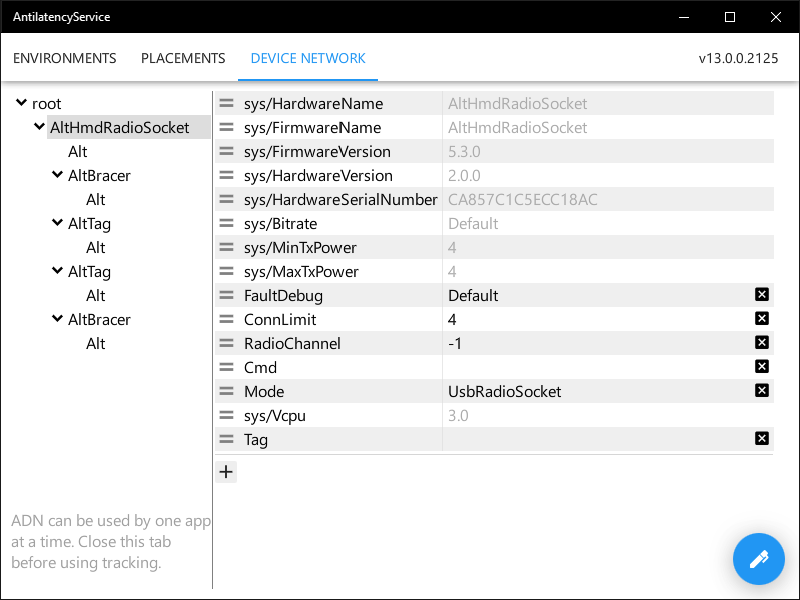 AntilatencyService
ENVIRONMENTS PLACEMENTS DEVICE NETWORK v13.0.0.2125
root
AltHmdRadioSocket
Alt
AltBracer
Alt
AltTag
Alt
AltTag
Alt
AltBracer
Alt
ADN can be used by one app
at a time. Close this tab
before using tracking.
sys/HardwareName AltHmdRadioSocket
sys/FirmwareName AltHmdRadioSocket
sys/FirmwareVersion 5.3.0
sys/HardwareVersion 2.0.0
sys/HardwareSerialNumber CA857C1C5ECC18AC
sys/Bitrate Default
sys/MinTxPower 4
sys/MaxTxPower 4
FaultDebug Default
ConnLimit 4
RadioChannel -1
Cmd
Mode UsbRadioSocket
sys/Vcpu 3.0
Tag